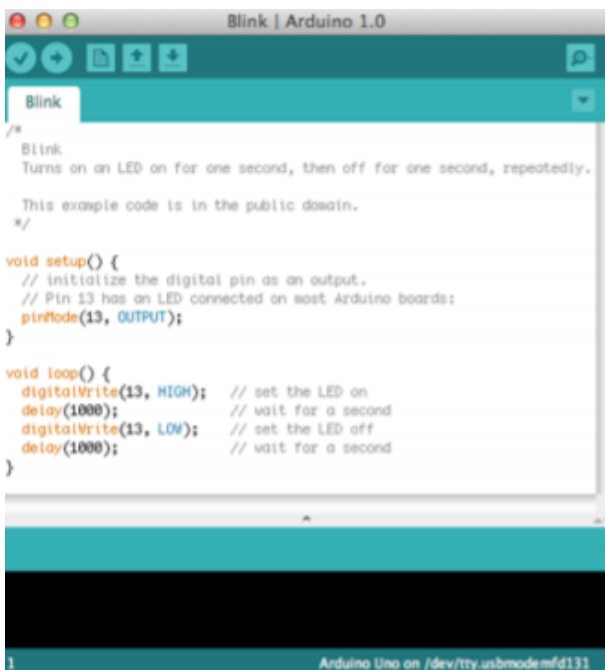 Blink | Arduino 1.0
Blink
/*
Blink
Turns on an LED on for one second, then off for one second, repeatedly.
This example code is in the public domain.
*/
void setup() {
// initialize the digital pin as an output.
// Pin 13 has an LED connected on most Arduino boards:
pinMode(13, OUTPUT);
}
void loop() {
digitalWrite(13, HIGH);   // set the LED on
delay(1000);              // wait for a second
digitalWrite(13, LOW);    // set the LED off
delay(1000);              // wait for a second
}
1 Arduino Uno on /dev/tty.usbmodemfd131